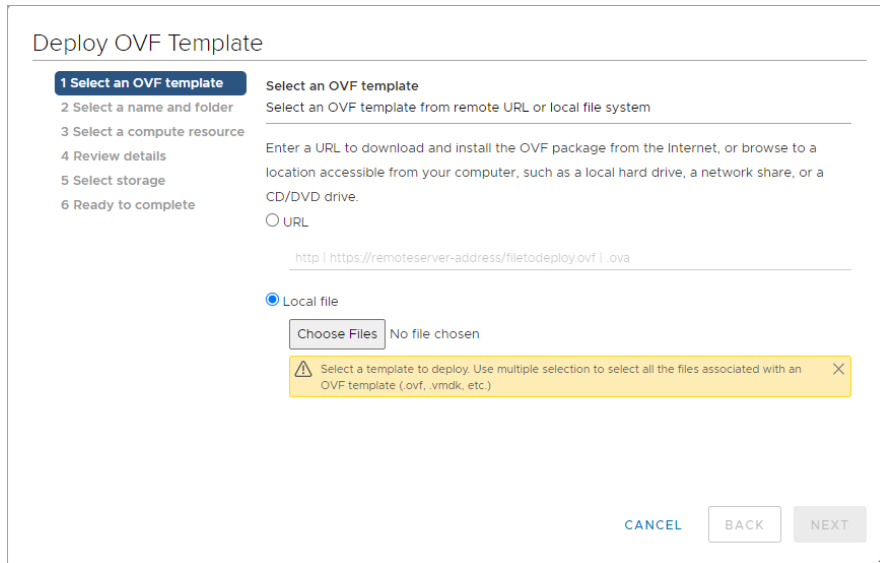 Deploy OVF Template
1 Select an OVF template
2 Select a name and folder
3 Select a compute resource
4 Review details
5 Select storage
6 Ready to complete
Select an OVF template
Select an OVF template from remote URL or local file system
Enter a URL to download and install the OVF package from the Internet, or browse to a
location accessible from your computer, such as a local hard drive, a network share, or a
CD/DVD drive.
URL
http | https://remoteserver-address/filetodeploy.ovf | .ova
Local file
Choose Files No file chosen
Select a template to deploy. Use multiple selection to select all the files associated with an
OVF template (.ovf, .vmdk, etc.)
CANCEL BACK NEXT